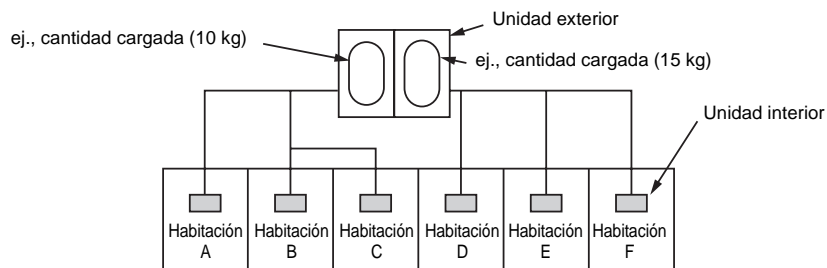 Unidad exterior
ej., cantidad cargada (10 kg)
ej., cantidad cargada (15 kg)
Unidad interior
Habitación
A
Habitación
B
Habitación
C
Habitación
D
Habitación
E
Habitación
F